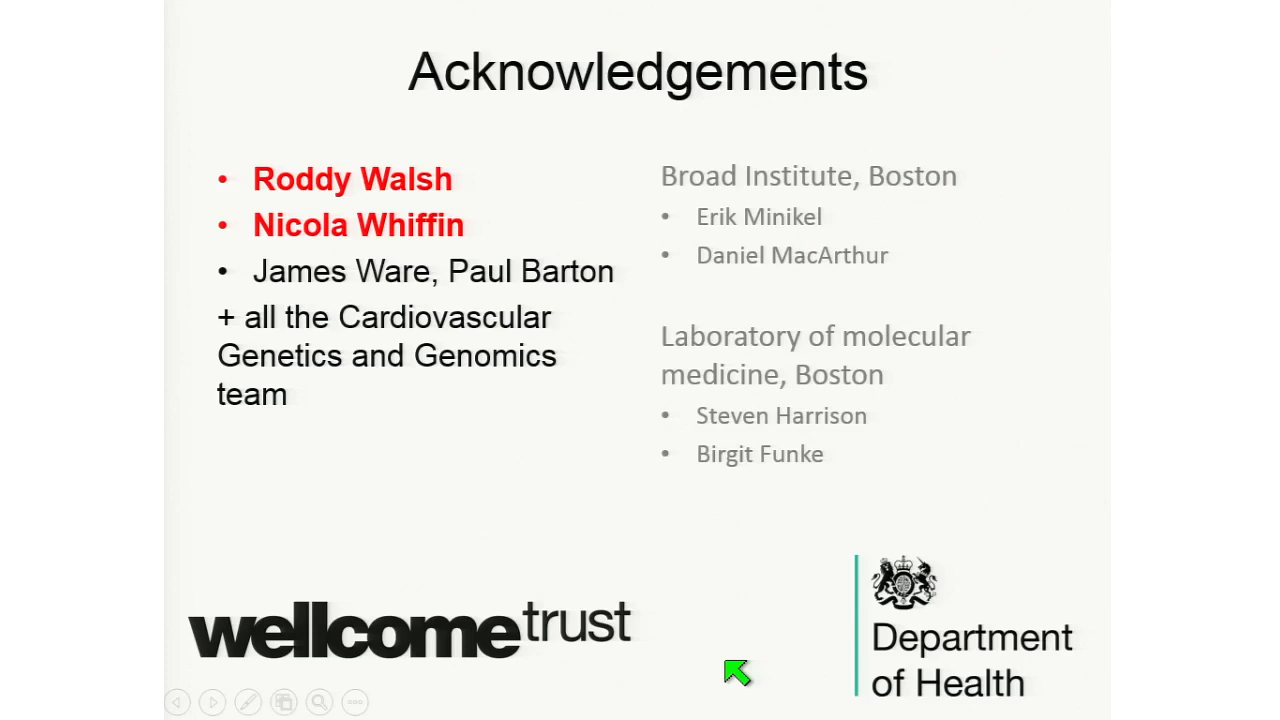 Acknowledgements
• Roddy Walsh
• Nicola Whiffin
• James Ware, Paul Barton
+ all the Cardiovascular
Genetics and Genomics
team
Broad Institute, Boston
• Erik Minikel
• Daniel MacArthur
Laboratory of molecular
medicine, Boston
• Steven Harrison
• Birgit Funke
wellcometrust
Department
of Health